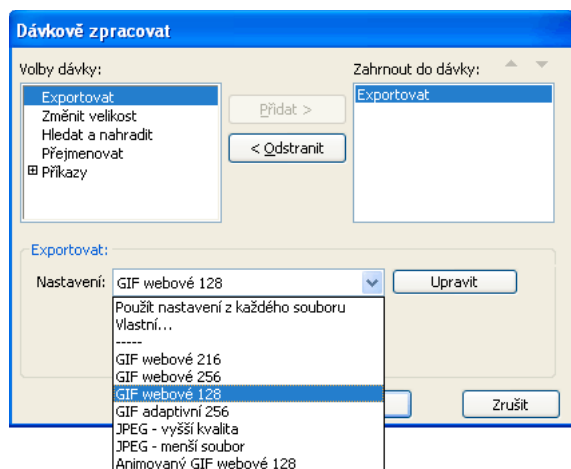 Dávkově zpracovat
Volby dávky:
Zahrnout do dávky:
Exportovat
Změnit velikost
Hledat a nahradit
Přejmenovat
Příkazy
Přidat >
< Odstranit
Exportovat
Exportovat:
Nastavení:
GIF webové 128
Upravit
Použít nastavení z každého souboru
Vlastní...
-----
GIF webové 216
GIF webové 256
GIF webové 128
GIF adaptivní 256
JPEG - vyšší kvalita
JPEG - menší soubor
Animovaný GIF webové 128
Zrušit